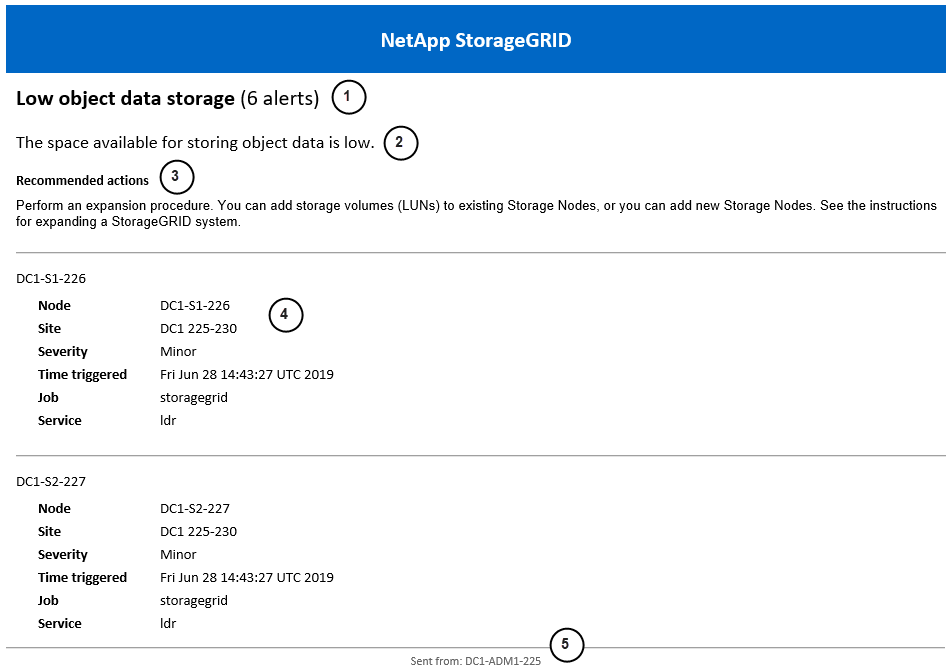 NetApp StorageGRID
Low object data storage (6 alerts) 1
The space available for storing object data is low. 2
Recommended actions 3
Perform an expansion procedure. You can add storage volumes (LUNs) to existing Storage Nodes, or you can add new Storage Nodes. See the instructions
for expanding a StorageGRID system.
DC1-S1-226
Node DC1-S1-226 4
Site DC1 225-230
Severity Minor
Time triggered Fri Jun 28 14:43:27 UTC 2019
Job storagegrid
Service ldr
DC1-S2-227
Node DC1-S2-227
Site DC1 225-230
Severity Minor
Time triggered Fri Jun 28 14:43:27 UTC 2019
Job storagegrid
Service ldr
5
Sent from: DC1-ADM1-225